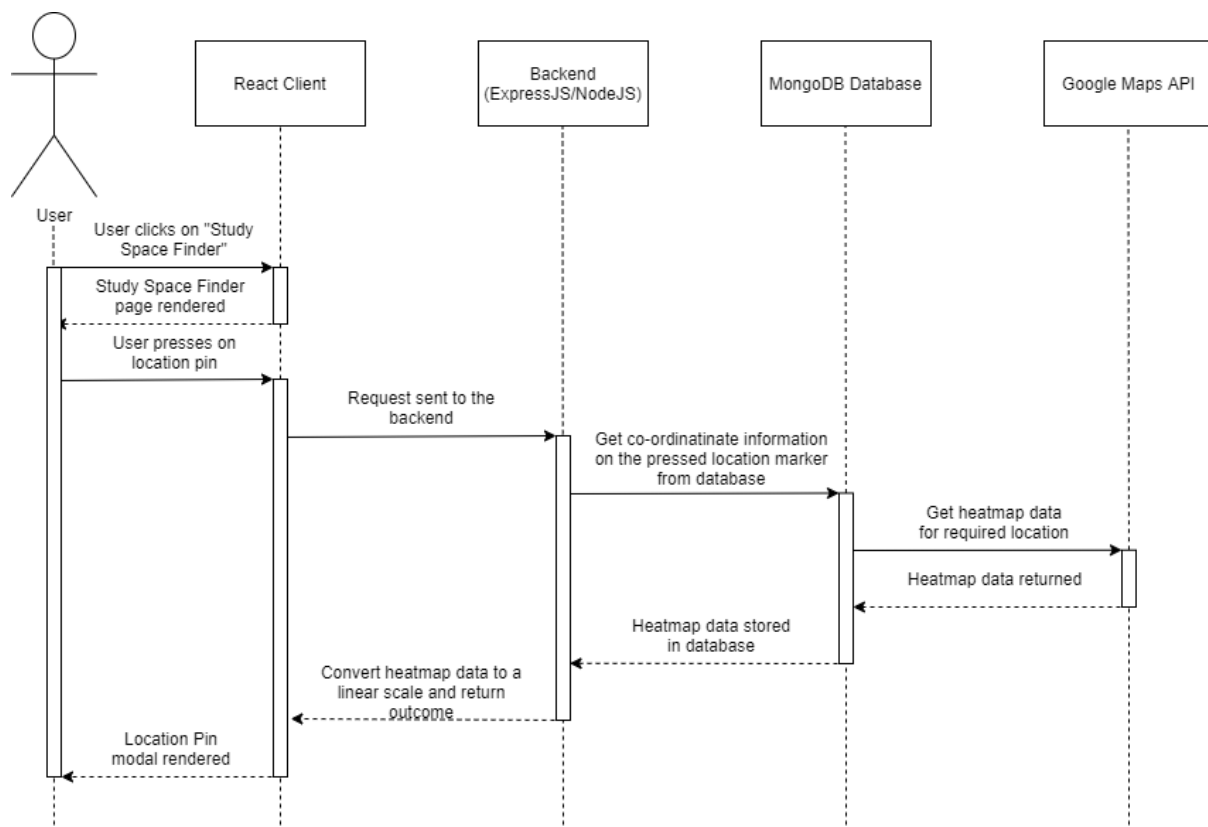 React Client
Backend
(ExpressJS/NodeJS)
MongoDB Database
Google Maps API
User
User clicks on "Study
Space Finder"
Study Space Finder
page rendered
User presses on
location pin
Request sent to the
backend
Get co-ordinatinate information
on the pressed location marker
from database
Get heatmap data
for required location
Heatmap data returned
Heatmap data stored
in database
Convert heatmap data to a
linear scale and return
outcome
Location Pin
modal rendered